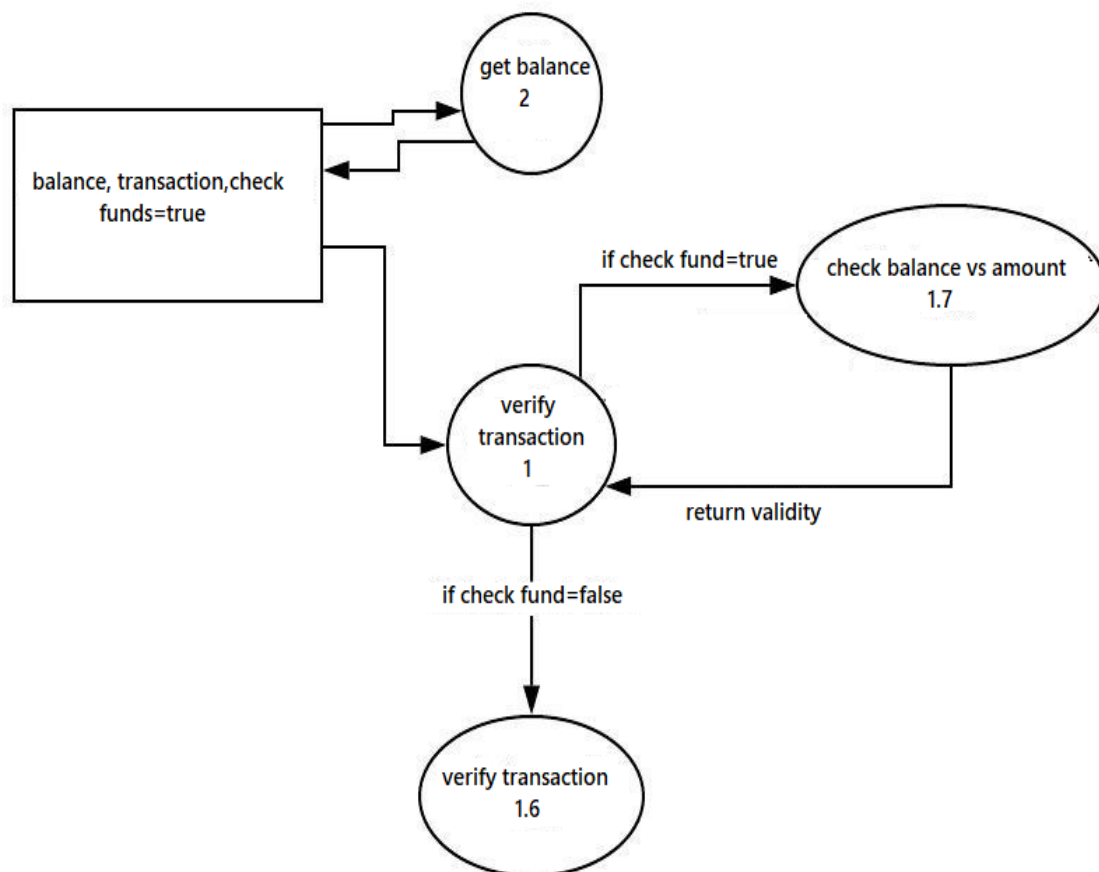 get balance
2
balance, transaction,check
funds=true
if check fund=true
check balance vs amount
1.7
verify
transaction
1
return validity
if check fund=false
verify transaction
1.6